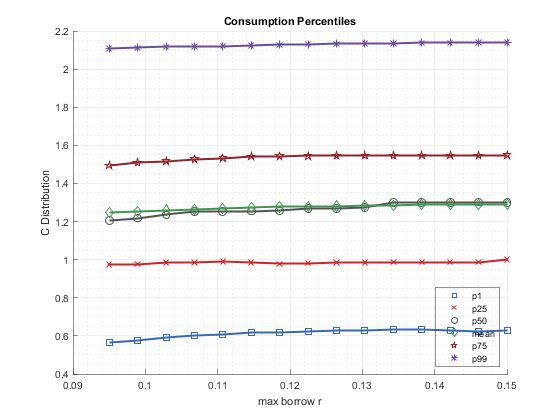 Consumption Percentiles
2.2
2
1.8
1.6
1.4
1.2
1
0.8
0.6
0.4
C Distribution
0.09
0.1
0.11
0.12
0.13
0.14
0.15
max borrow r
p1
p25
p50
mean
p75
p99